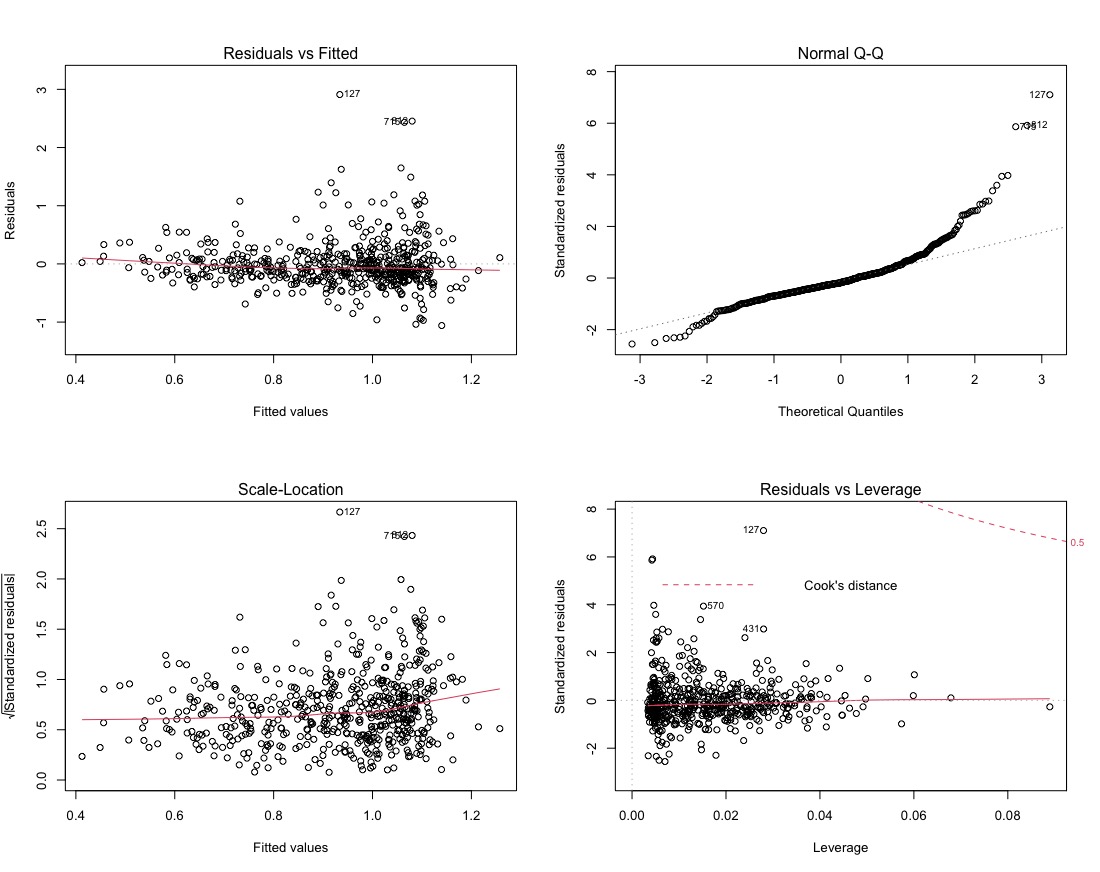 Residuals vs Fitted
Residuals
3
2
1
0
-1
127
715
0.4 0.6 0.8 1.0 1.2
Fitted values
Normal Q-Q
Standardized residuals
8
6
4
2
0
-2
127
812
-3 -2 -1 0 1 2 3
Theoretical Quantiles
Scale-Location
√|Standardized residuals|
2.5
2.0
1.5
1.0
0.5
0.0
127
715
0.4 0.6 0.8 1.0 1.2
Fitted values
Residuals vs Leverage
Standardized residuals
8
6
4
2
0
-2
127
0.5
Cook's distance
570
431
0.00 0.02 0.04 0.06 0.08
Leverage